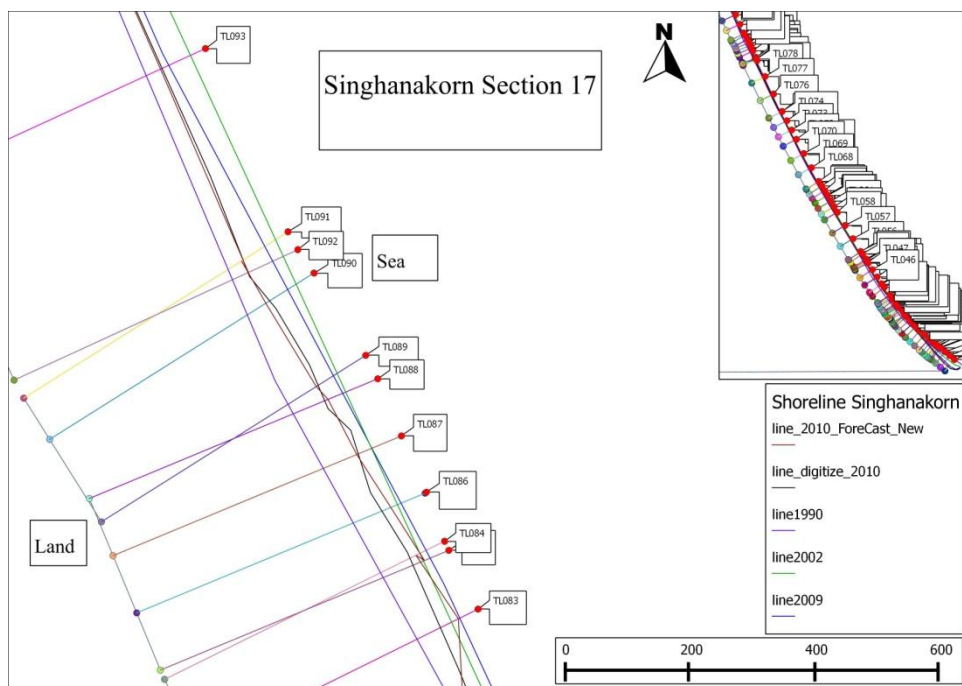 TL093
Singhanakorn Section 17
N
TL091
TL092
TL090
Sea
TL089
TL088
TL087
TL086
TL084
Land
TL083
TL078
TL077
TL076
TL074
TL070
TL069
TL068
TL058
TL057
TL047
TL046
Shoreline Singhanakorn
line_2010_ForeCast_New
line_digitize_2010
line1990
line2002
line2009
0 200 400 600